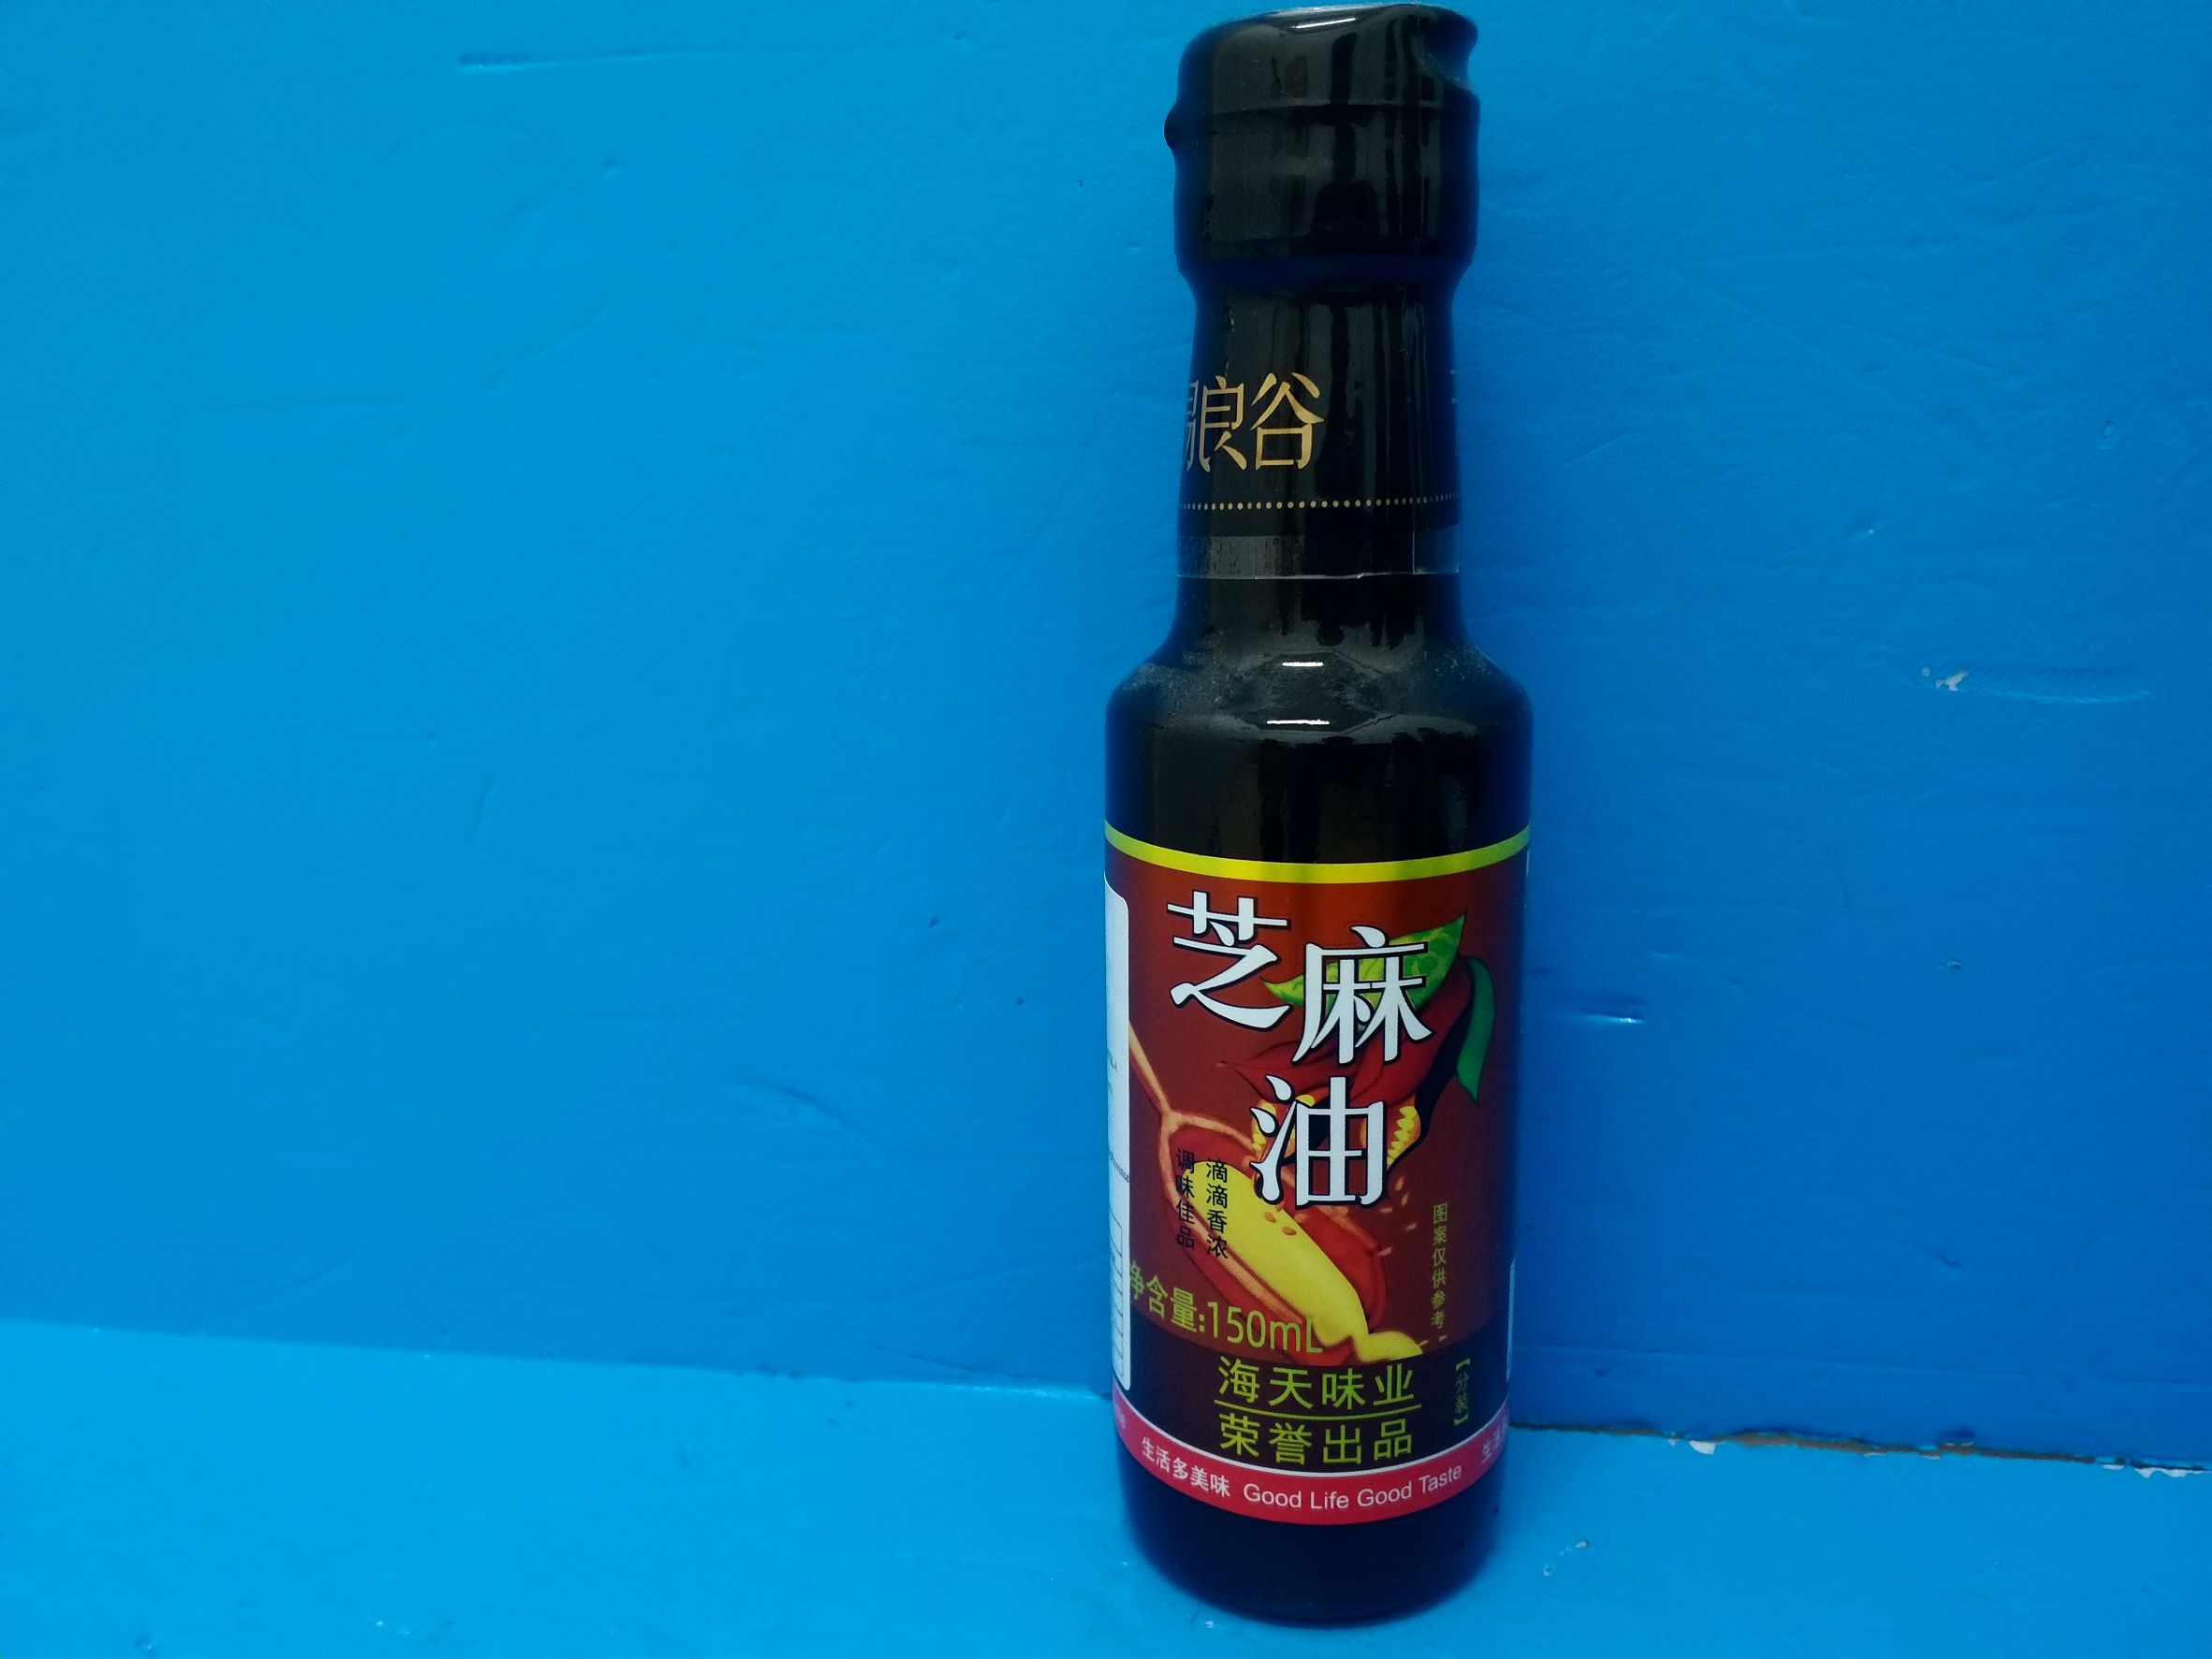 谷
芝麻
油
滴滴香浓
调味佳品
图案仅供参考
净含量:150mL
海天味业
荣誉出品
【分装】
生活多美味 Good Life Good Taste